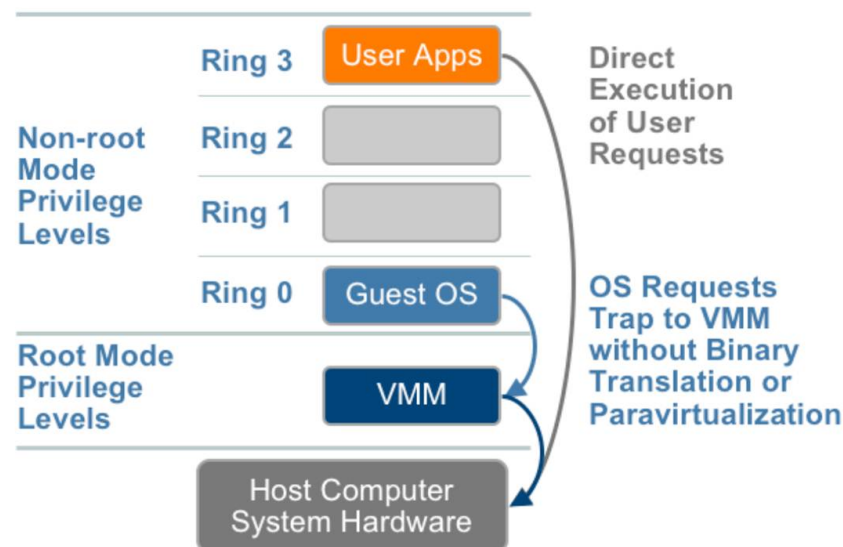 Ring 3
User Apps
Direct
Execution
of User
Requests
Non-root
Mode
Privilege
Levels
Ring 2
Ring 1
Ring 0
Guest OS
OS Requests
Trap to VMM
without Binary
Translation or
Paravirtualization
Root Mode
Privilege
Levels
VMM
Host Computer
System Hardware